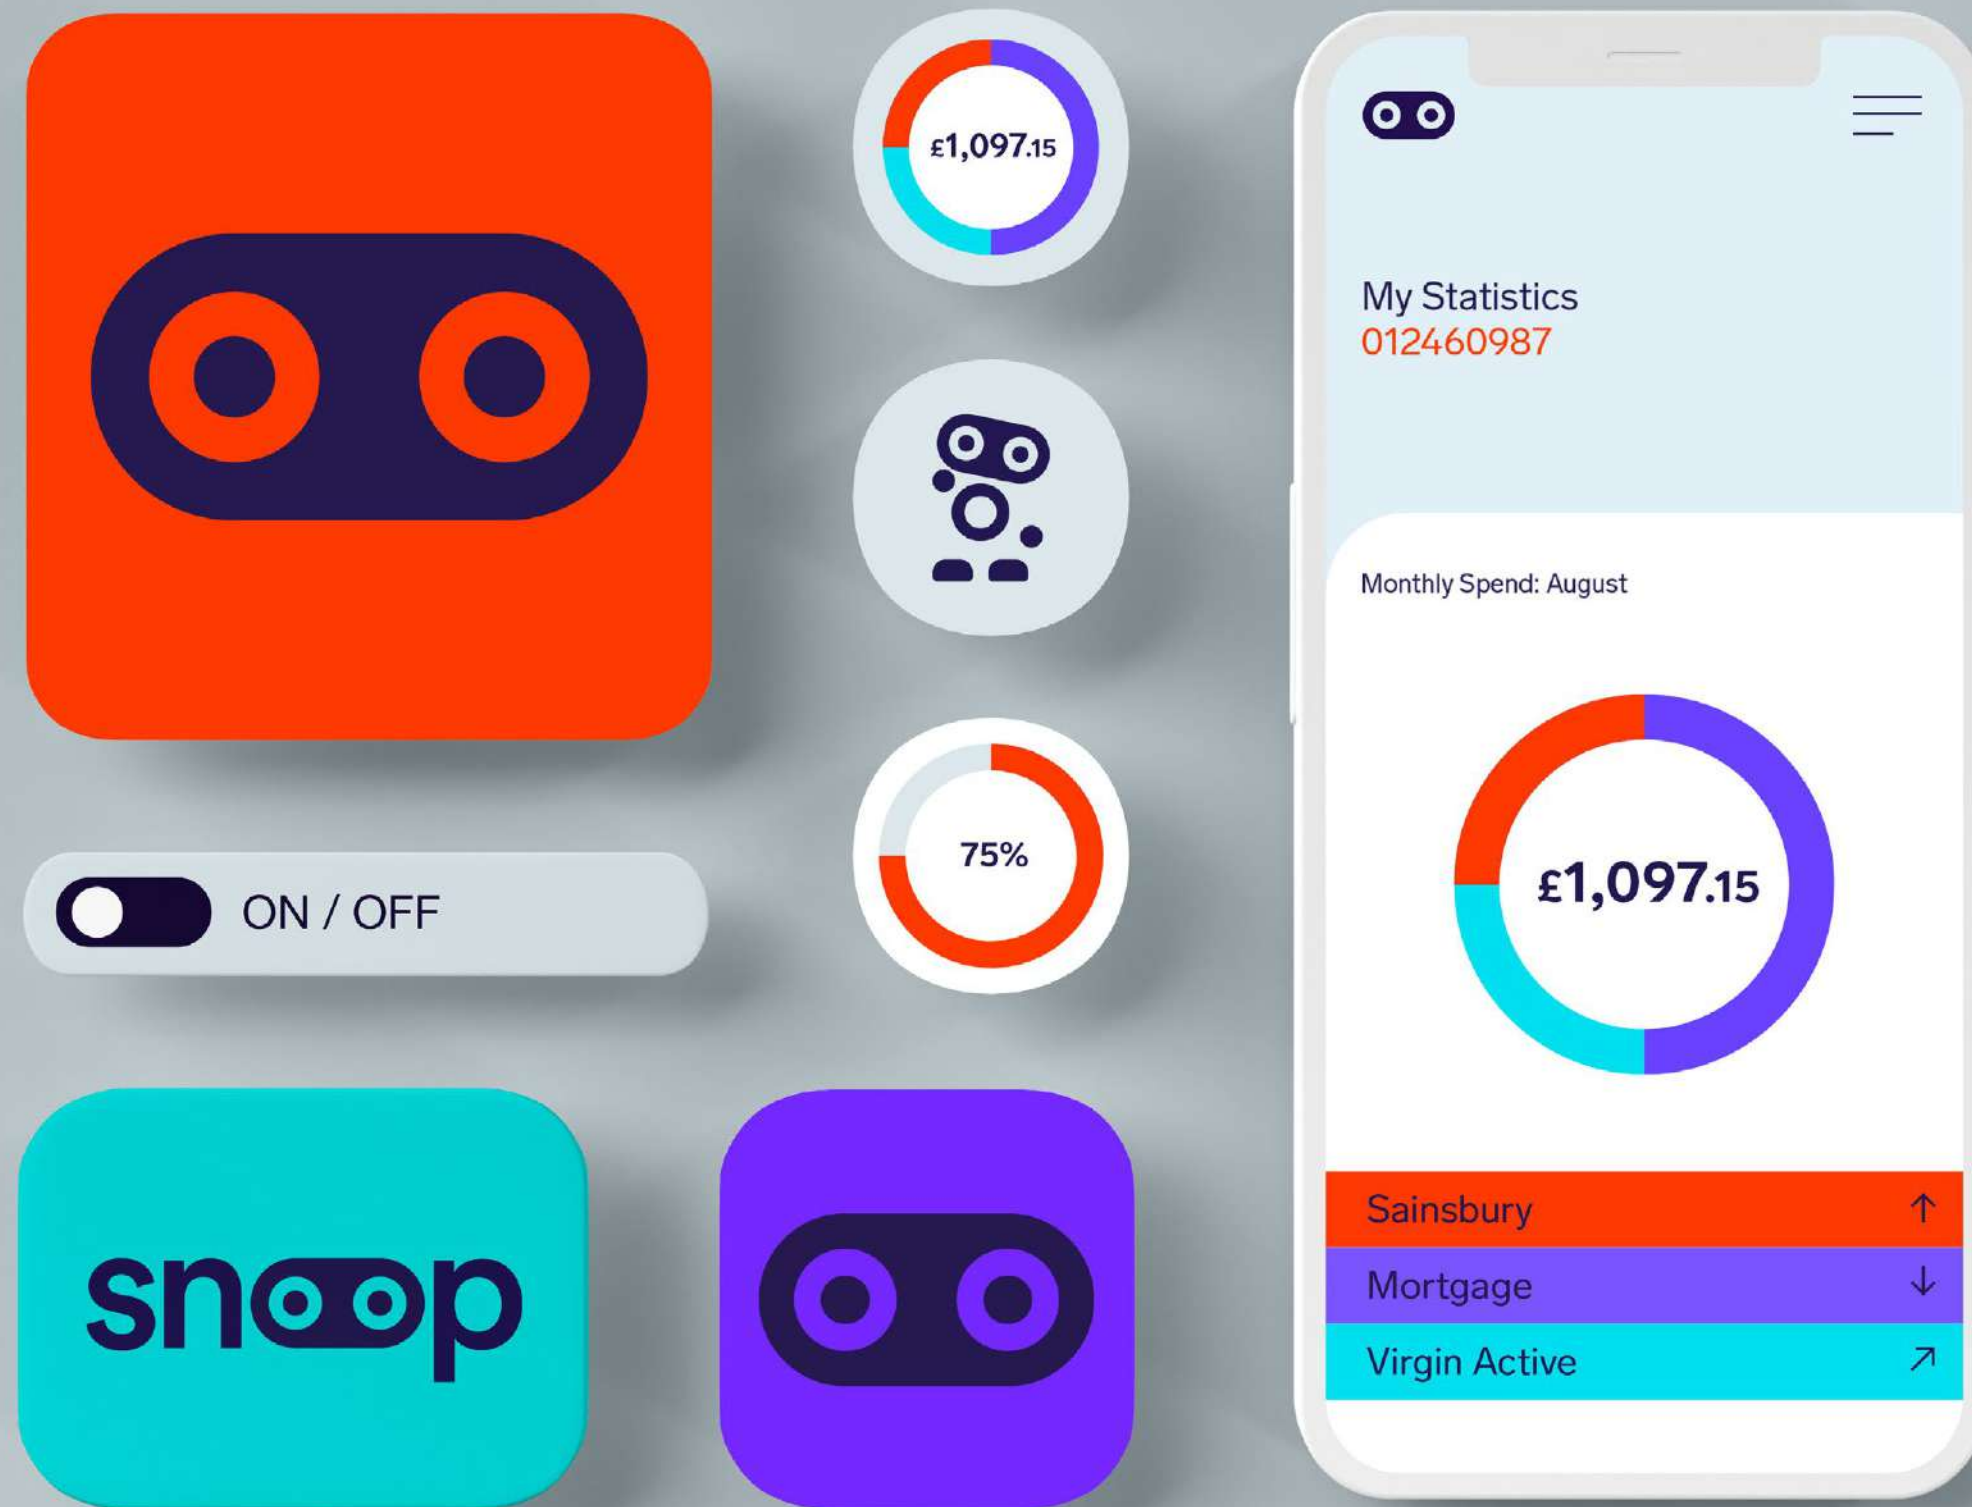 £1,097.15
75%
ON / OFF
snoop
My Statistics
012460987
Monthly Spend: August
£1,097.15
Sainsbury
Mortgage
Virgin Active